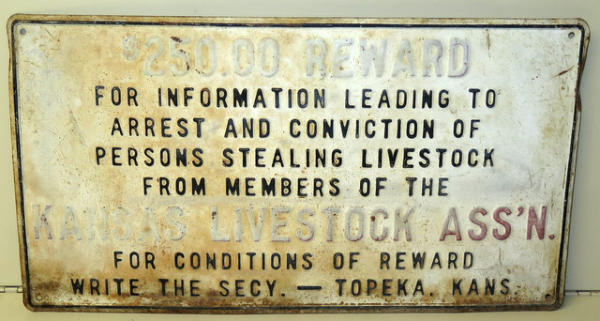 $250.00 REWARD
FOR INFORMATION LEADING TO
ARREST AND CONVICTION OF
PERSONS STEALING LIVESTOCK
FROM MEMBERS OF THE
KANSAS LIVESTOCK ASS'N.
FOR CONDITIONS OF REWARD
WRITE THE SECY. — TOPEKA, KANS.